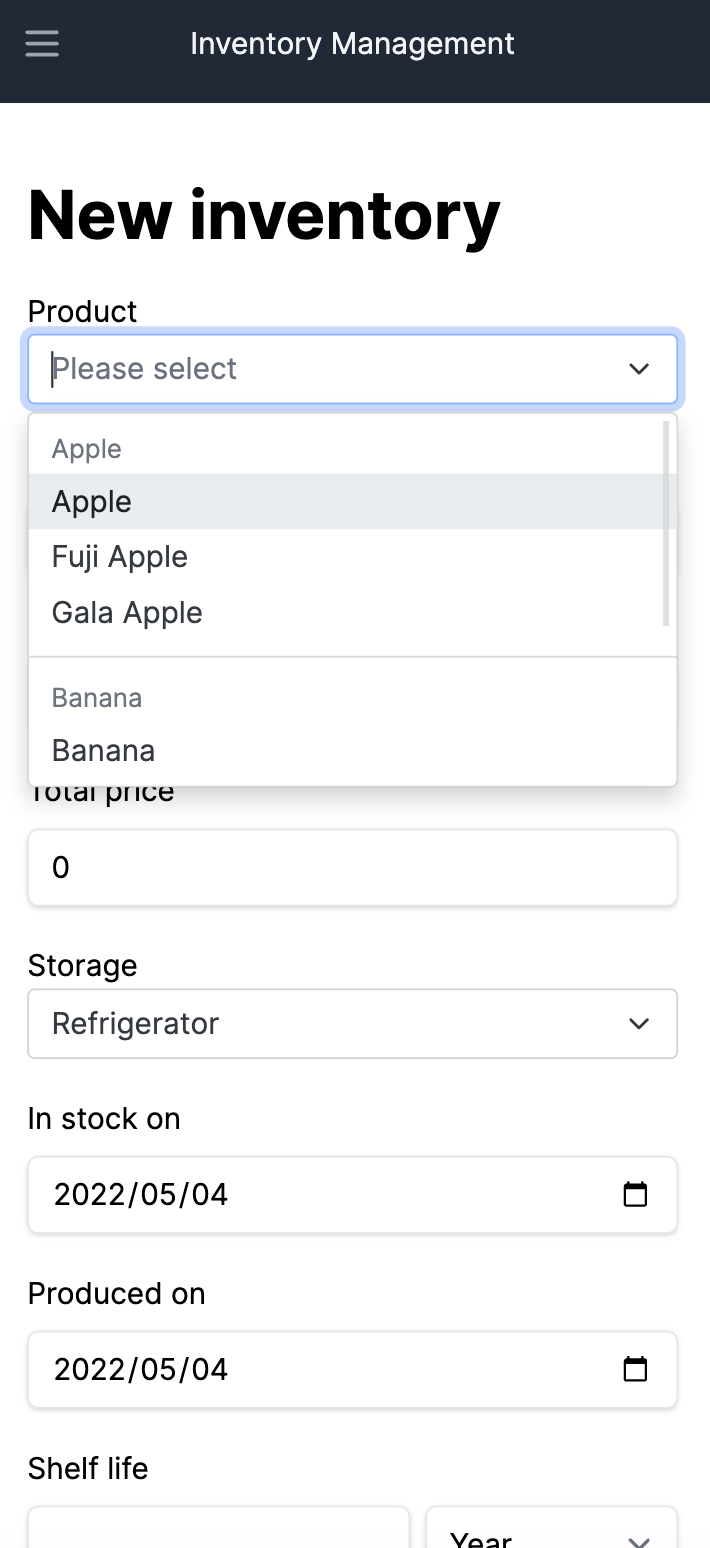 Inventory Management
New inventory
Product
Please select
Apple
Apple
Fuji Apple
Gala Apple
Banana
Banana
Total price
0
Storage
Refrigerator
In stock on
2022/05/04
Produced on
2022/05/04
Shelf life
Year